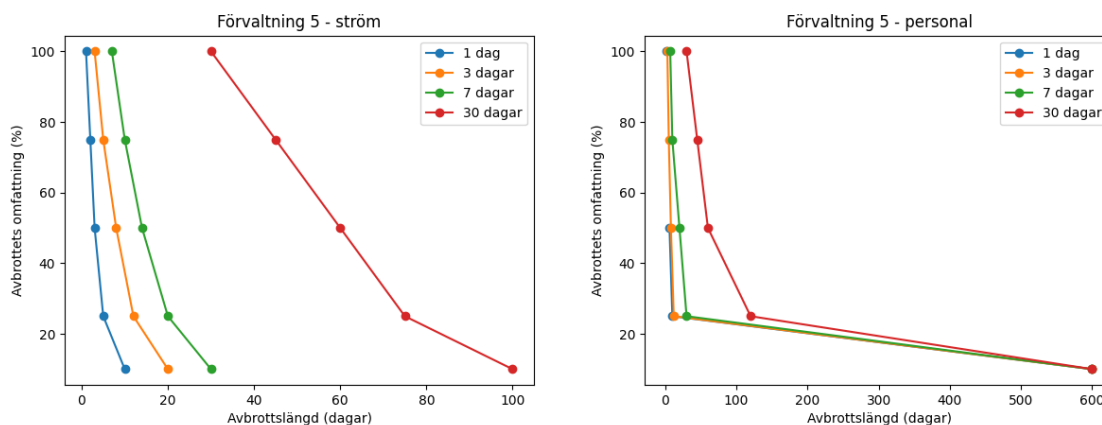 Förvaltning 5 - ström
100
80
60
40
20
0
20
40
60
80
100
Avbrottets omfattning (%)
Avbrottslängd (dagar)
1 dag
3 dagar
7 dagar
30 dagar
Förvaltning 5 - personal
100
80
60
40
20
0
100
200
300
400
500
600
Avbrottets omfattning (%)
Avbrottslängd (dagar)
1 dag
3 dagar
7 dagar
30 dagar